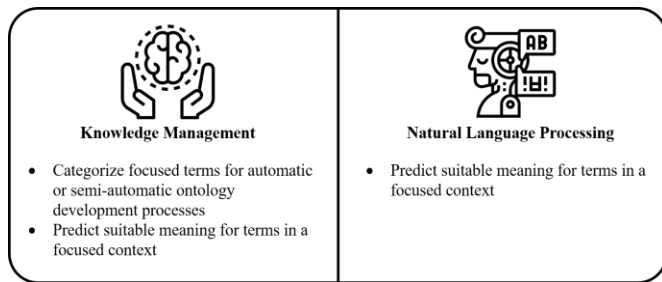 AB
Knowledge Management
• Categorize focused terms for automatic
or semi-automatic ontology
development processes
• Predict suitable meaning for terms in a
focused context
Natural Language Processing
• Predict suitable meaning for terms in a
focused context